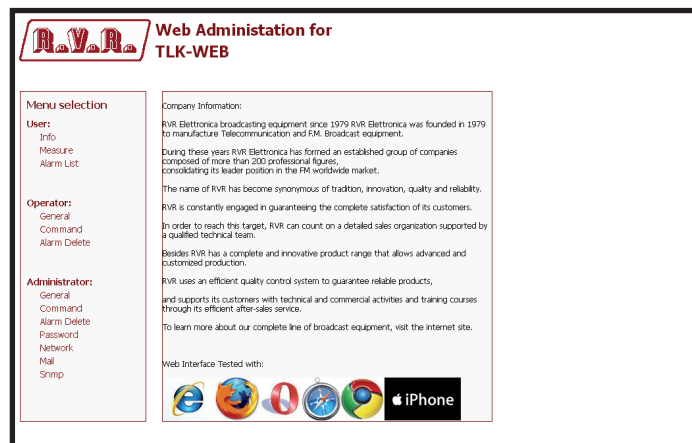 R.V.R.
Web Administation for
TLK-WEB
Menu selection
User:
Info
Measure
Alarm List
Operator:
General
Command
Alarm Delete
Administrator:
General
Command
Alarm Delete
Password
Network
Mail
Snmp
Company Information:
RVR Elettronica broadcasting equipment since 1979 RVR Elettronica was founded in 1979
to manufacture Telecommunication and F.M. Broadcast equipment.
During these years RVR Elettronica has formed an established group of companies
composed of more than 200 professional figures,
consolidating its leader position in the FM worldwide market.
The name of RVR has become synonymous of tradition, innovation, quality and reliability.
RVR is constantly engaged in guaranteeing the complete satisfaction of its customers.
In order to reach this target, RVR can count on a detailed sales organization supported by
a qualified technical team.
Besides RVR has a complete and innovative product range that allows advanced and
customized production.
RVR uses an efficient quality control system to guarantee reliable products,
and supports its customers with technical and commercial activities and training courses
through its efficient after-sales service.
To learn more about our complete line of broadcast equipment, visit the internet site.
Web Interface Tested with:
iPhone